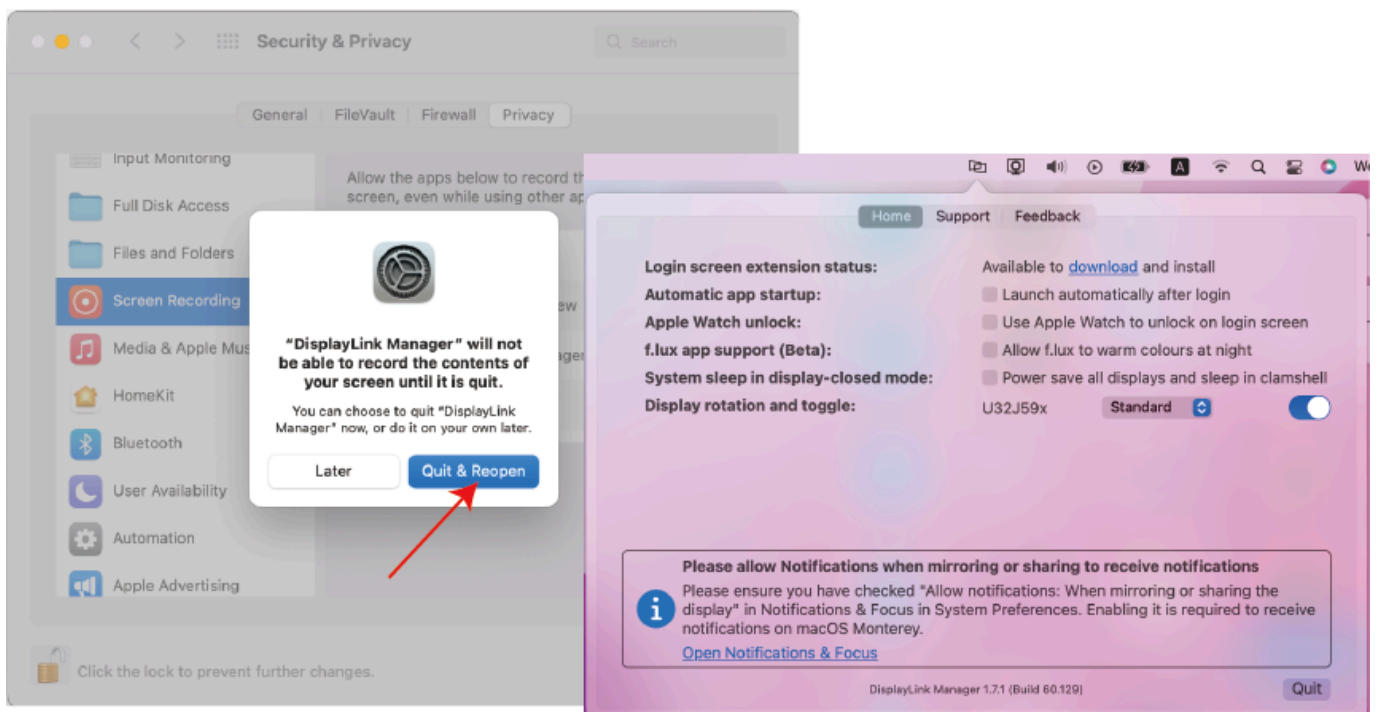 Security & Privacy
Search
General
FileVault
Firewall
Privacy
Input Monitoring
Full Disk Access
Files and Folders
Screen Recording
Media & Apple Mus
HomeKit
Bluetooth
User Availability
Automation
Apple Advertising
Allow the apps below to record th
screen, even while using other ap
ew
ager
"DisplayLink Manager" will not
be able to record the contents of
your screen until it is quit.
You can choose to quit "DisplayLink
Manager" now, or do it on your own later.
Later
Quit & Reopen
Click the lock to prevent further changes.
A
We
Home
Support
Feedback
Login screen extension status: Available to download and install
Automatic app startup: Launch automatically after login
Apple Watch unlock: Use Apple Watch to unlock on login screen
f.lux app support (Beta): Allow f.lux to warm colours at night
System sleep in display-closed mode: Power save all displays and sleep in clamshell
Display rotation and toggle: U32J59x Standard
Please allow Notifications when mirroring or sharing to receive notifications
Please ensure you have checked "Allow notifications: When mirroring or sharing the
display" in Notifications & Focus in System Preferences. Enabling it is required to receive
notifications on macOS Monterey.
Open Notifications & Focus
DisplayLink Manager 1.7.1 (Build 60.129)
Quit